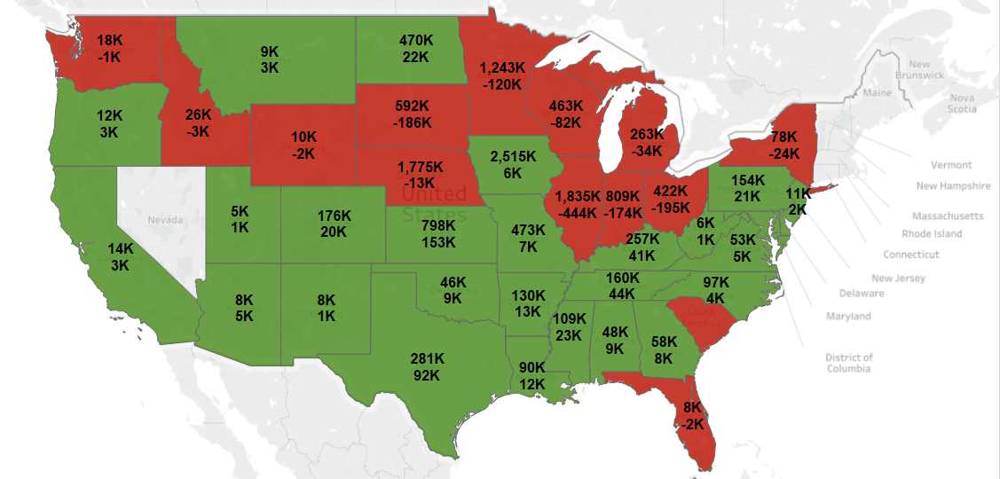 18K
-1K
9K
3K
470K
22K
1,243K
-120K
12K
3K
26K
-3K
10K
-2K
592K
-186K
463K
-82K
263K
-34K
78K
-24K
1,775K
-13K
United
States
2,515K
6K
Nevada
5K
1K
176K
20K
798K
153K
473K
7K
1,835K
-444K
809K
-174K
422K
-195K
154K
21K
11K
2K
6K
1K
53K
5K
257K
41K
14K
3K
8K
5K
8K
1K
46K
9K
130K
13K
160K
44K
97K
4K
South
Carolina
109K
23K
48K
9K
58K
8K
281K
92K
90K
12K
8K
-2K
New
Brunswick
Maine
Nova
Scotia
Vermont
New Hampshire
Massachusetts
Rhode Island
Connecticut
New Jersey
Delaware
Maryland
District of
Columbia